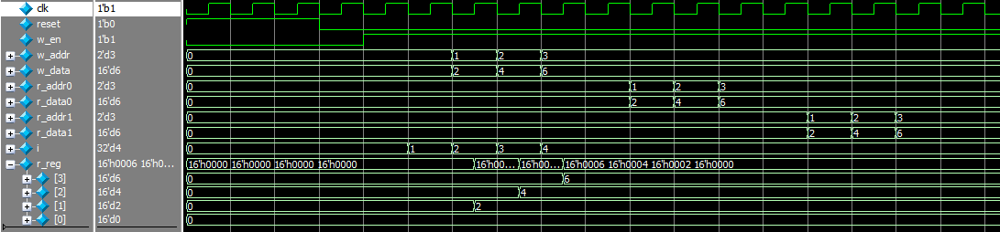 clk 1'b1
reset 1'b0
w_en 1'b1
w_addr 2'd3 0 1 2 3
w_data 16'd6 0 2 4 6
r_addr0 2'd3 0 1 2 3
r_data0 16'd6 0 2 4 6
r_addr1 2'd3 0 1 2 3
r_data1 16'd6 0 2 4 6
i 32'd4 0 1 2 3 4
r_reg 16'h0006 16'h0... 16'h0000 16'h0000 16'h0000 16'h0000 16'h00... 16'h00... 16'h0006 16'h0004 16'h0002 16'h0000
[3] 16'd6 0 6
[2] 16'd4 0 4
[1] 16'd2 0 2
[0] 16'd0 0